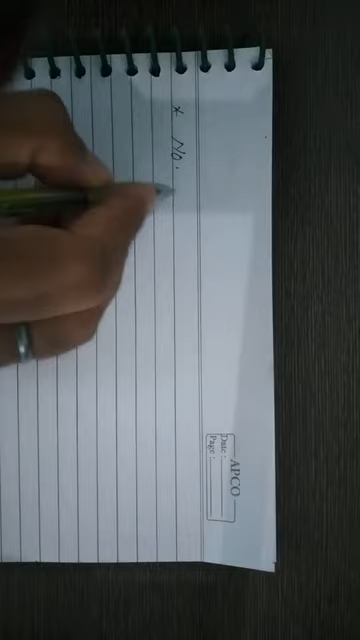 APCO
Date :
Page :
* No.